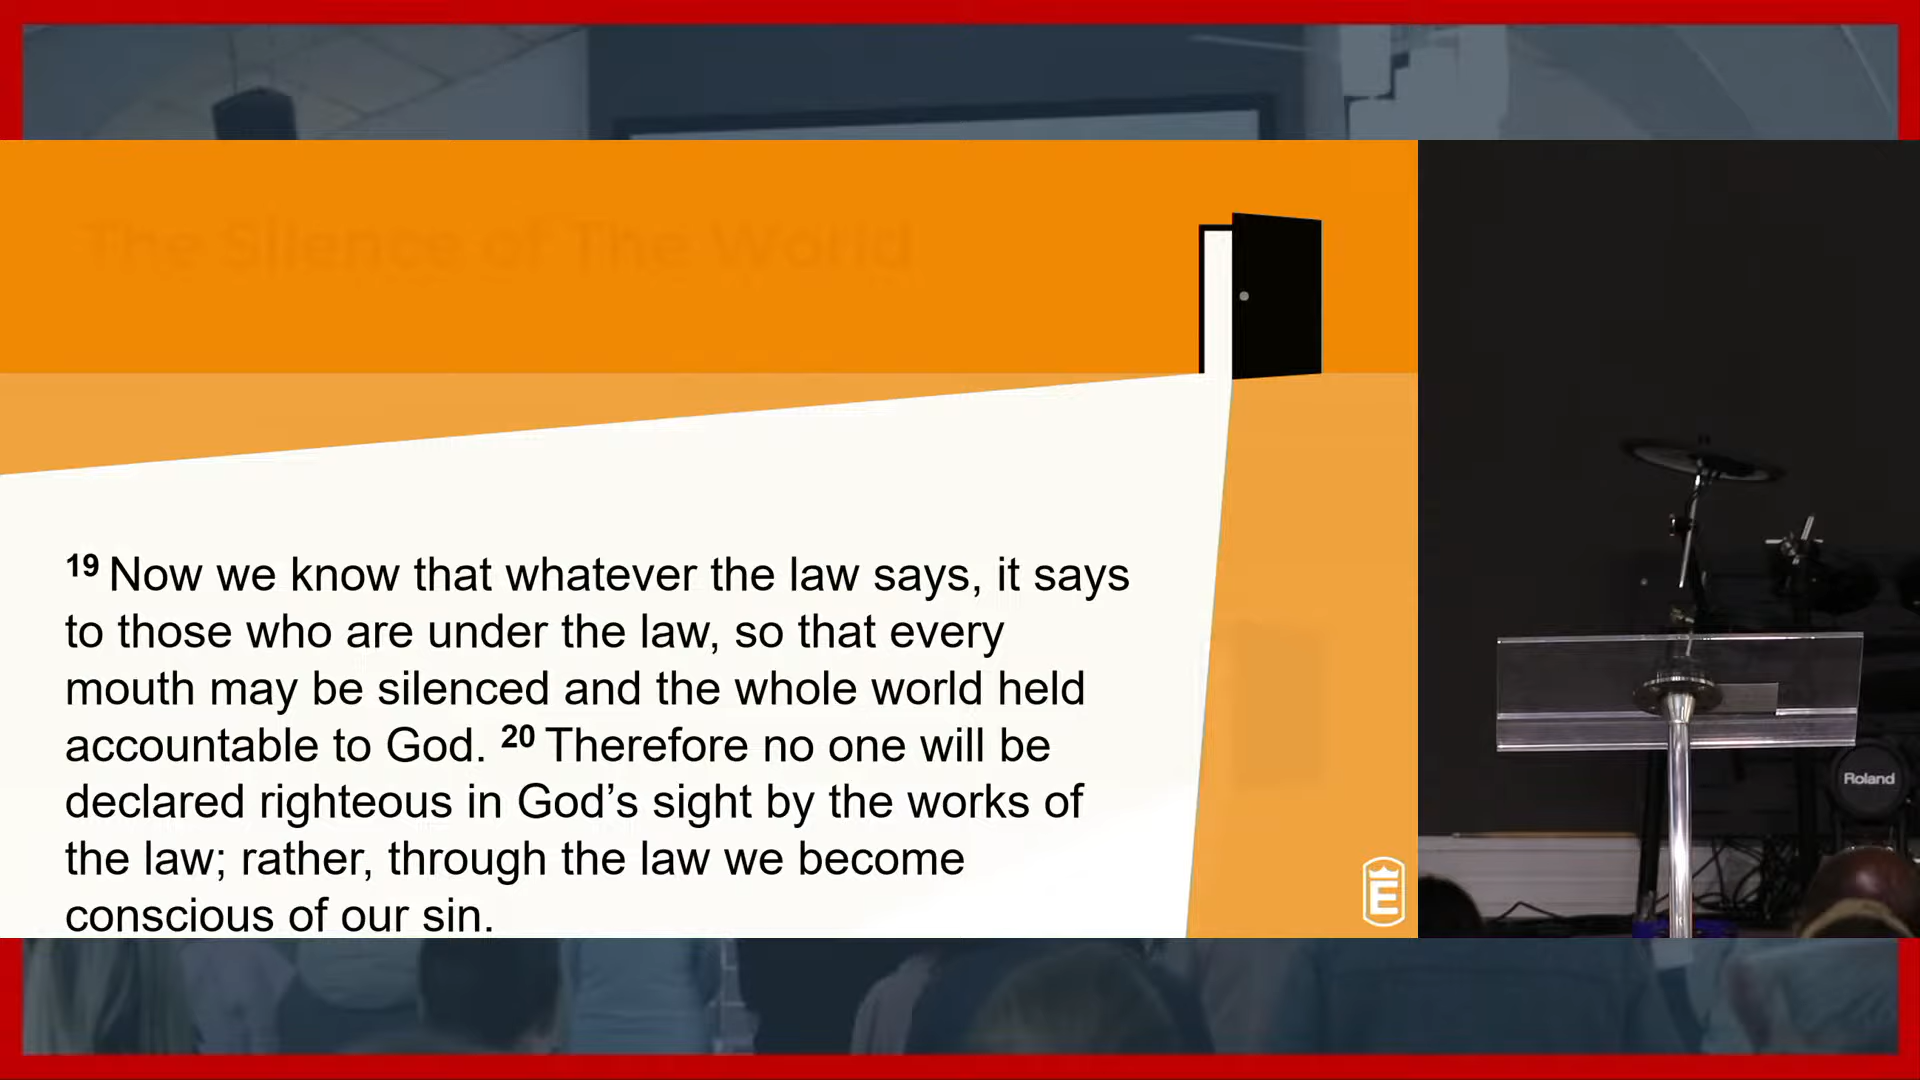 The Silence of The World
19 Now we know that whatever the law says, it says
to those who are under the law, so that every
mouth may be silenced and the whole world held
accountable to God. 20 Therefore no one will be
declared righteous in God’s sight by the works of
the law; rather, through the law we become
conscious of our sin.
E
Roland